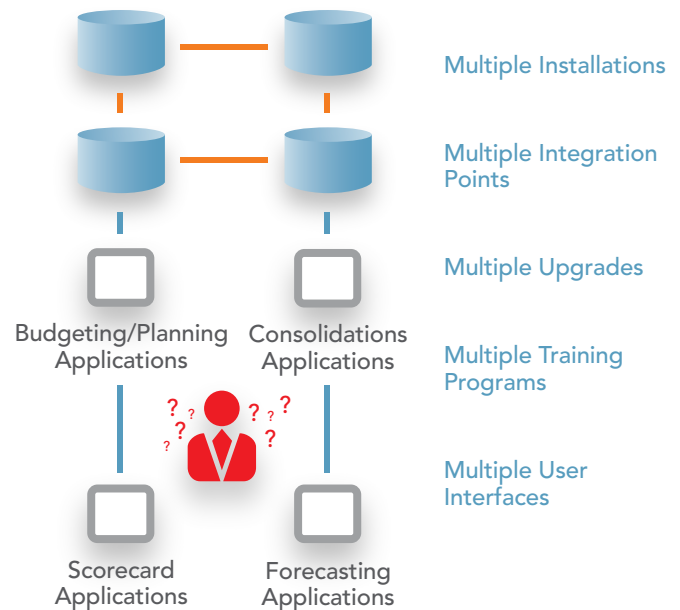 Multiple Installations
Multiple Integration
Points
Multiple Upgrades
Budgeting/Planning
Applications
Consolidations
Applications
Multiple Training
Programs
? ? ? ? ? ? ? ?
Multiple User
Interfaces
Scorecard
Applications
Forecasting
Applications